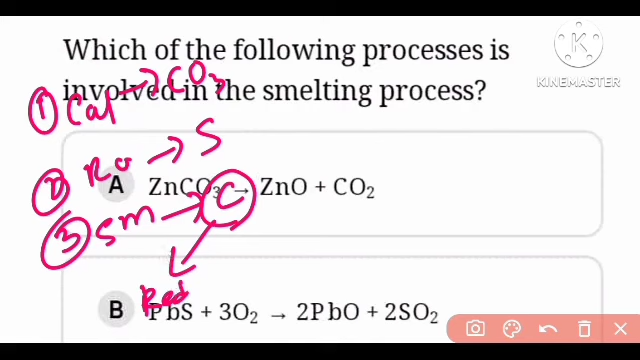 Which of the following processes is
involved in the smelting process?
K
KINEMASTER
① Cal → CO3
② Ro → S
A ZnCO₃ → ZnO + CO₂
③ Sm → C
Red
B PbS + 3O₂ → 2PbO + 2SO₂